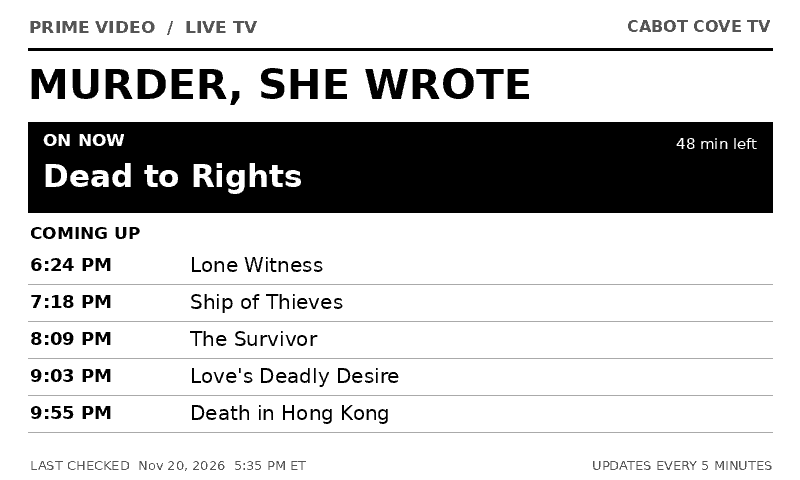 PRIME VIDEO / LIVE TV
CABOT COVE TV
MURDER, SHE WROTE
ON NOW
48 min left
Dead to Rights
COMING UP
6:24 PM Lone Witness
7:18 PM Ship of Thieves
8:09 PM The Survivor
9:03 PM Love's Deadly Desire
9:55 PM Death in Hong Kong
LAST CHECKED Nov 20, 2026 5:35 PM ET
UPDATES EVERY 5 MINUTES